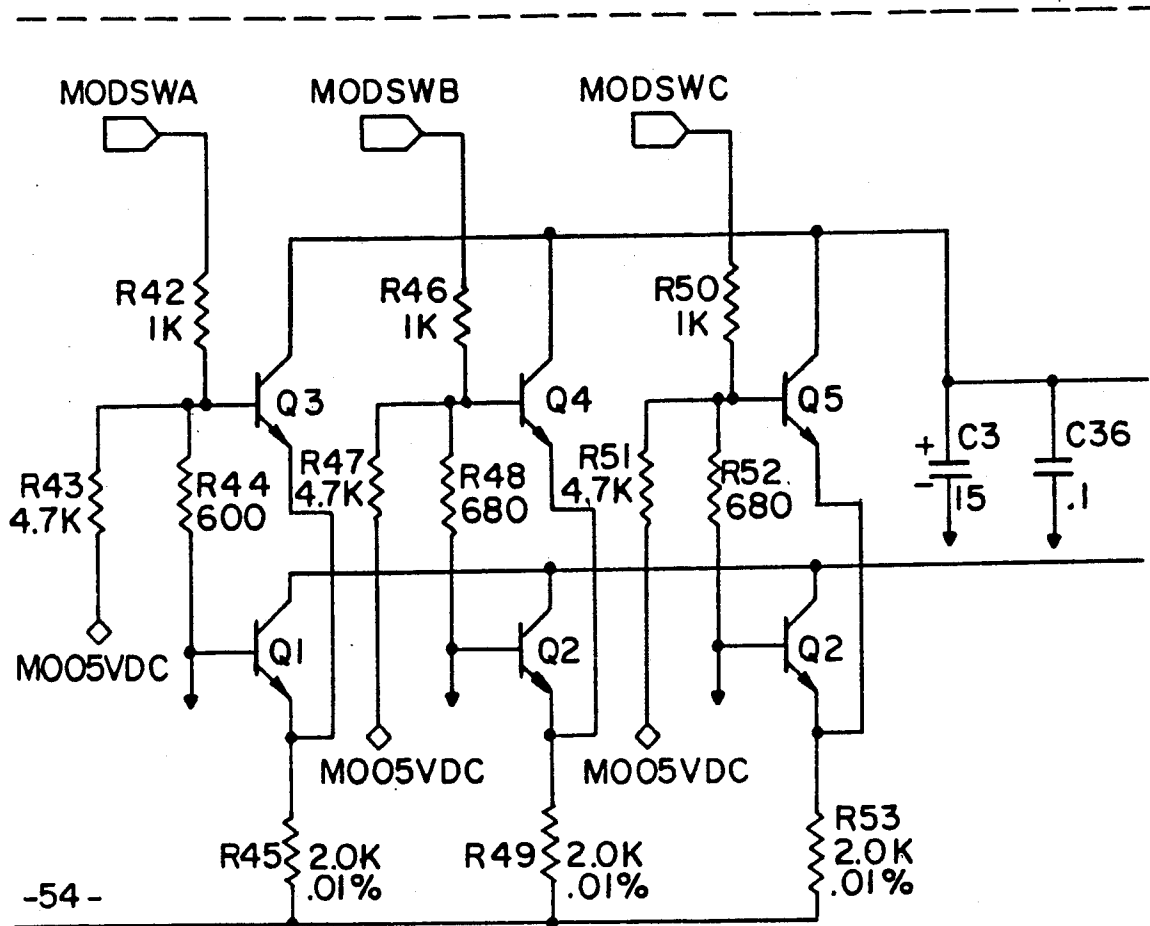 MODSWA
MODSWB
MODSWC
R42
1K
R46
1K
R50
1K
Q3
Q4
Q5
+
C3
-
15
C36
.1
R43
4.7K
R44
600
R47
4.7K
R48
680
R51
4.7K
R52.
680
M005VDC
Q1
Q2
Q2
M005VDC
M005VDC
R45
2.0K
.01%
R49
2.0K
.01%
R53
2.0K
.01%
-54-